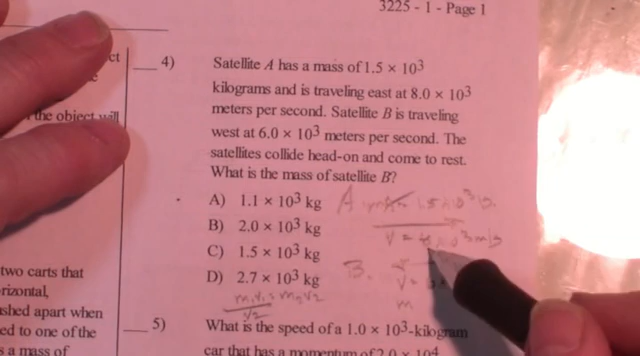 3225 - 1 - Page 1
4) Satellite A has a mass of 1.5 × 10³
kilograms and is traveling east at 8.0 × 10³
meters per second. Satellite B is traveling
west at 6.0 × 10³ meters per second. The
satellites collide head-on and come to rest.
What is the mass of satellite B?
A) 1.1 × 10³ kg
B) 2.0 × 10³ kg
C) 1.5 × 10³ kg
D) 2.7 × 10³ kg
A
B.
v =
m
m₁v₁ = m₂v₂
v₂
5) What is the speed of a 1.0 × 10³-kilogram
car that has a momentum of 2.0 × 10⁴
ct
the object will
two carts that
rizontal,
shed apart when
ed to one of the
s a mass of